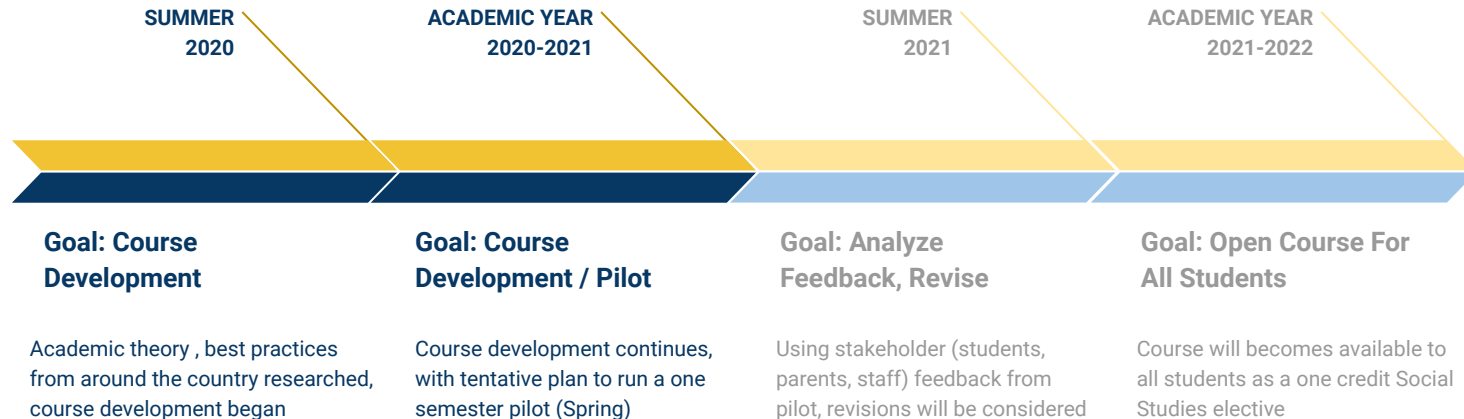 SUMMER
2020
ACADEMIC YEAR
2020-2021
SUMMER
2021
ACADEMIC YEAR
2021-2022
Goal: Course
Development
Goal: Course
Development / Pilot
Goal: Analyze
Feedback, Revise
Goal: Open Course For
All Students
Academic theory , best practices
from around the country researched,
course development began
Course development continues,
with tentative plan to run a one
semester pilot (Spring)
Using stakeholder (students,
parents, staff) feedback from
pilot, revisions will be considered
Course will becomes available to
all students as a one credit Social
Studies elective